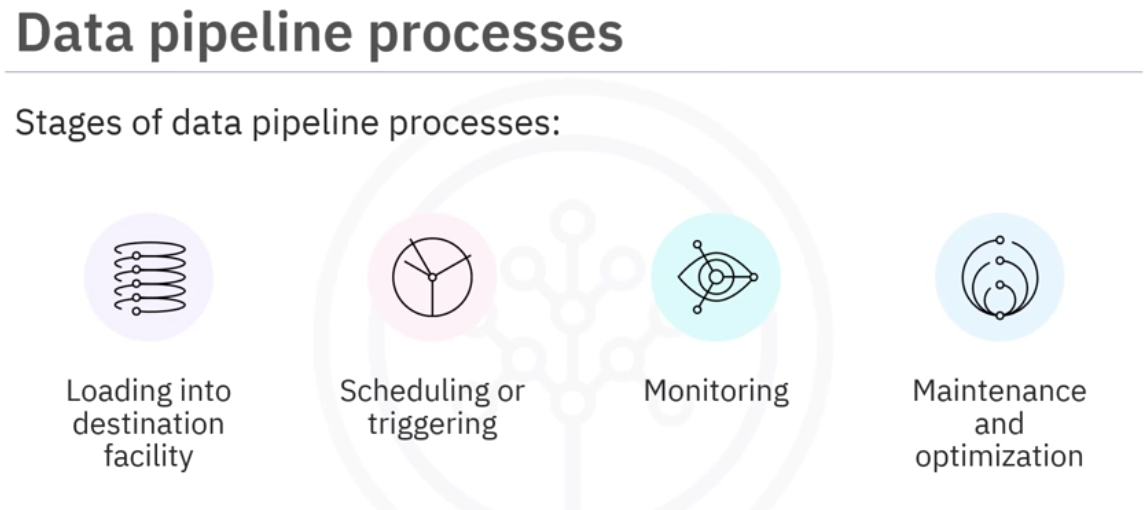 Data pipeline processes
Stages of data pipeline processes:
Loading into
destination
facility
Scheduling or
triggering
Monitoring
Maintenance
and
optimization